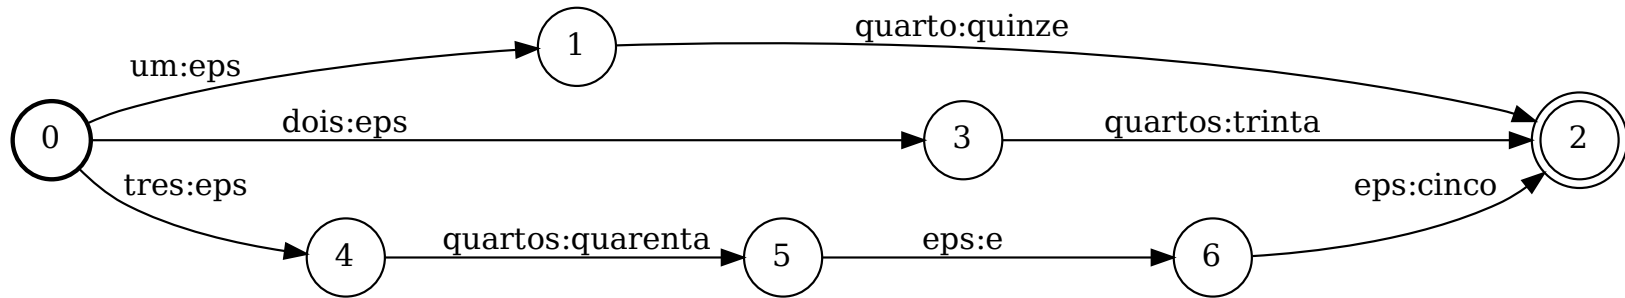 quarto:quinze
1
um:eps
0
dois:eps
3
quartos:trinta
2
tres:eps
eps:cinco
4
quartos:quarenta
5
eps:e
6